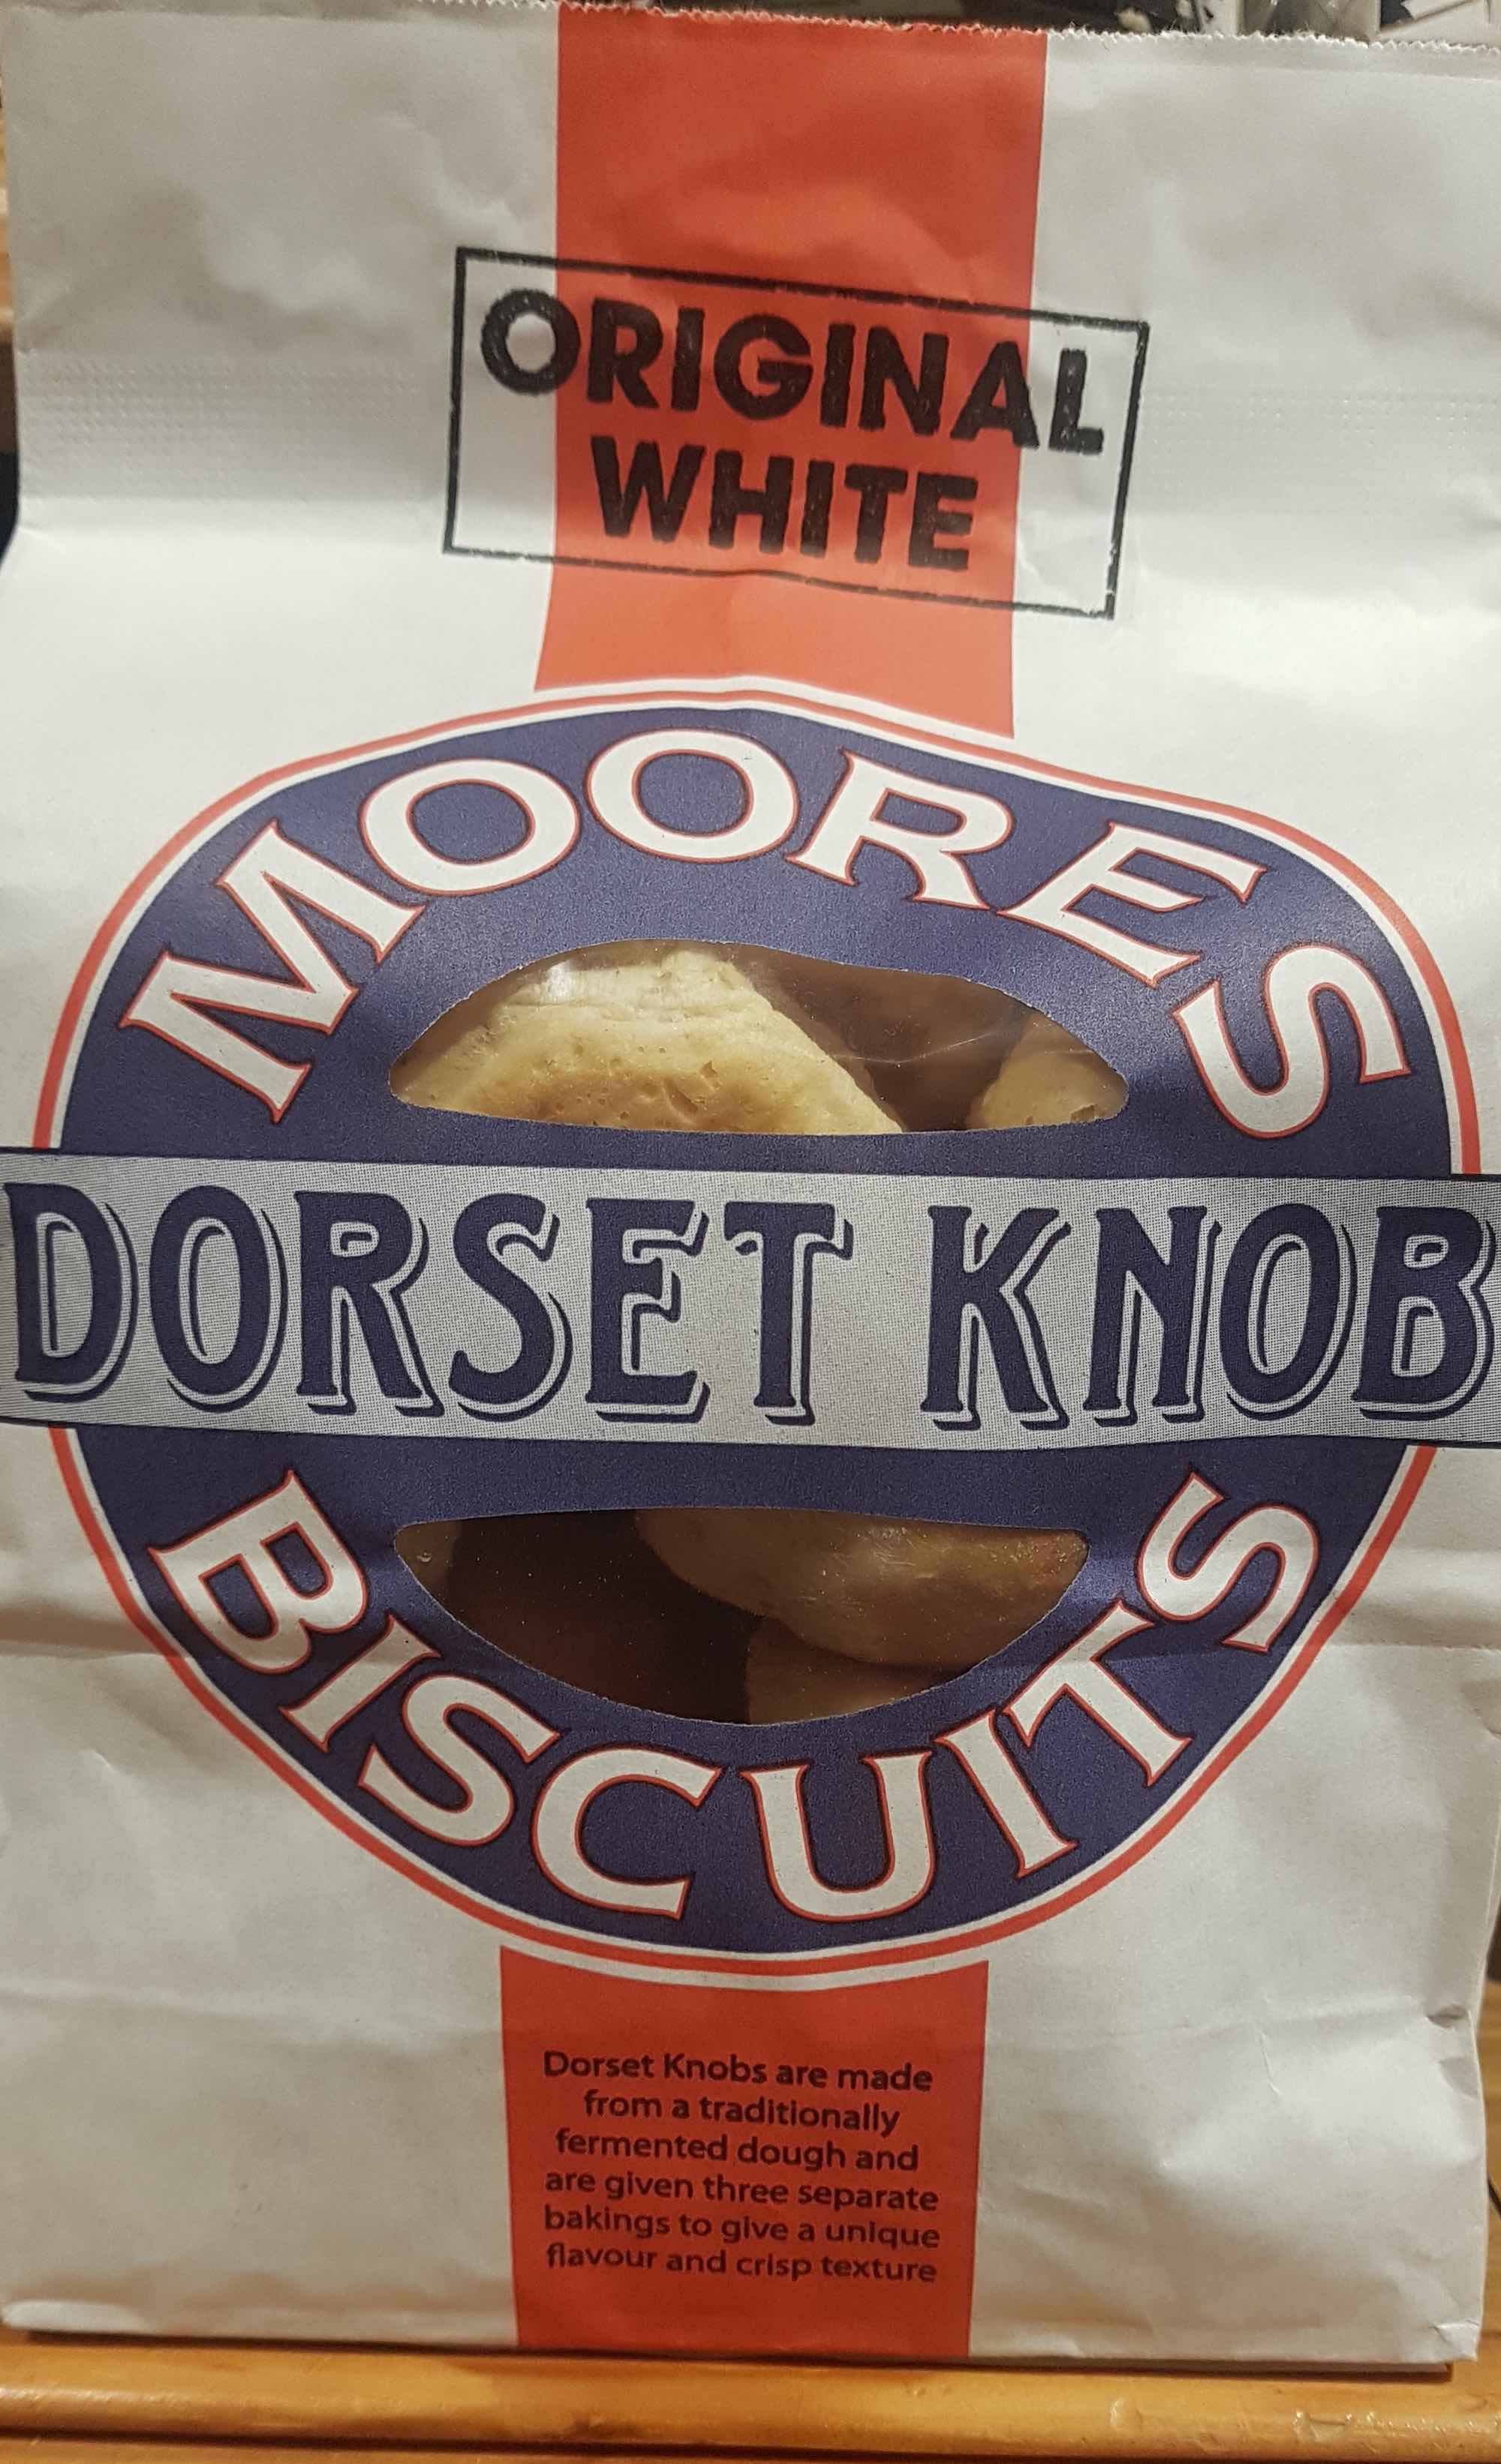 ORIGINAL
WHITE
MOORES
DORSET KNOB
BISCUITS
Dorset Knobs are made
from a traditionally
fermented dough and
are given three separate
bakings to give a unique
flavour and crisp texture